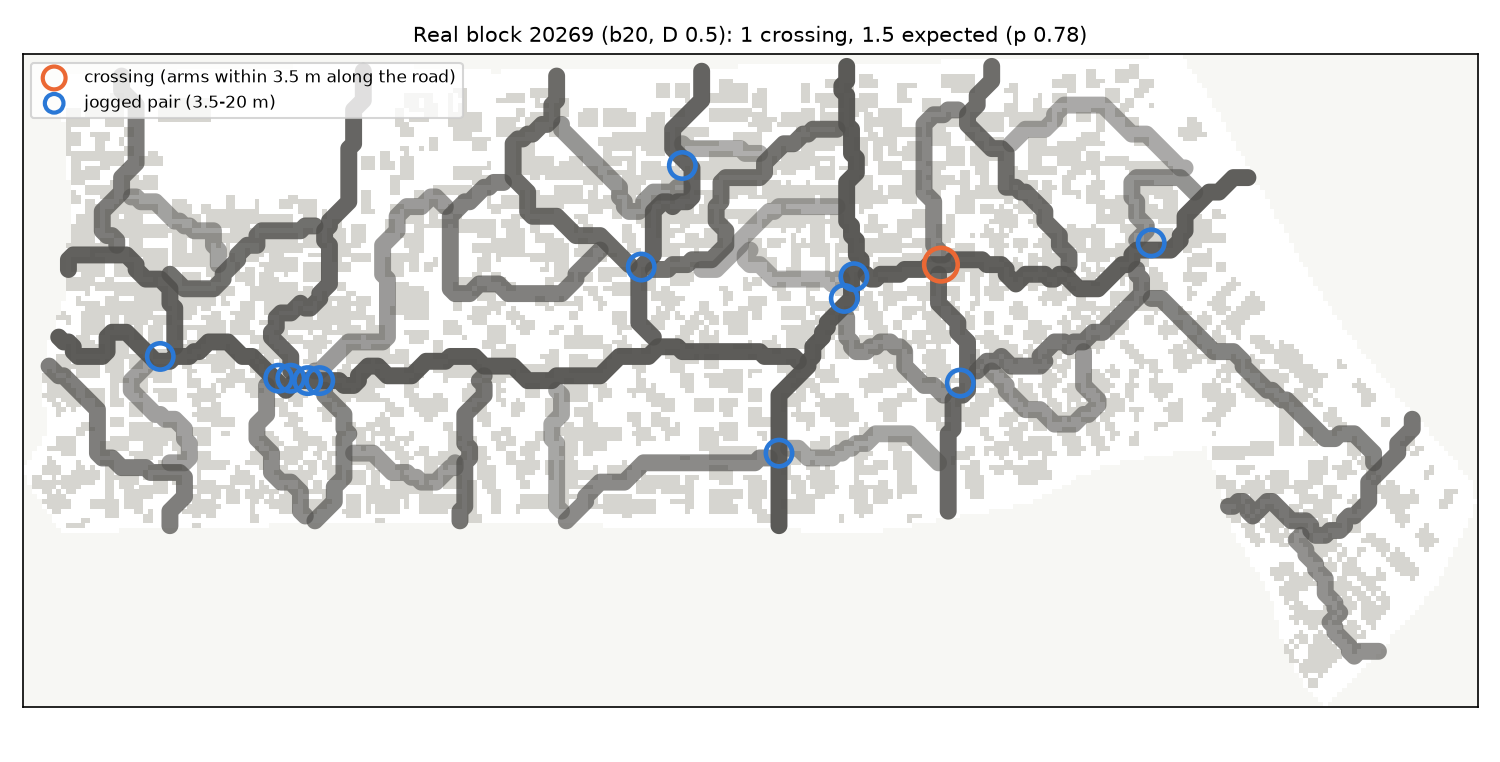 Real block 20269 (b20, D 0.5): 1 crossing, 1.5 expected (p 0.78)
crossing (arms within 3.5 m along the road)
jogged pair (3.5-20 m)